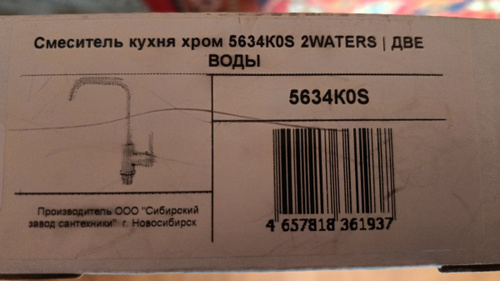 Смеситель кухня хром 5634K0S 2WATERS | ДВЕ
ВОДЫ
5634K0S
Производитель ООО "Сибирский
завод сантехники" г. Новосибирск
4 657818 361937